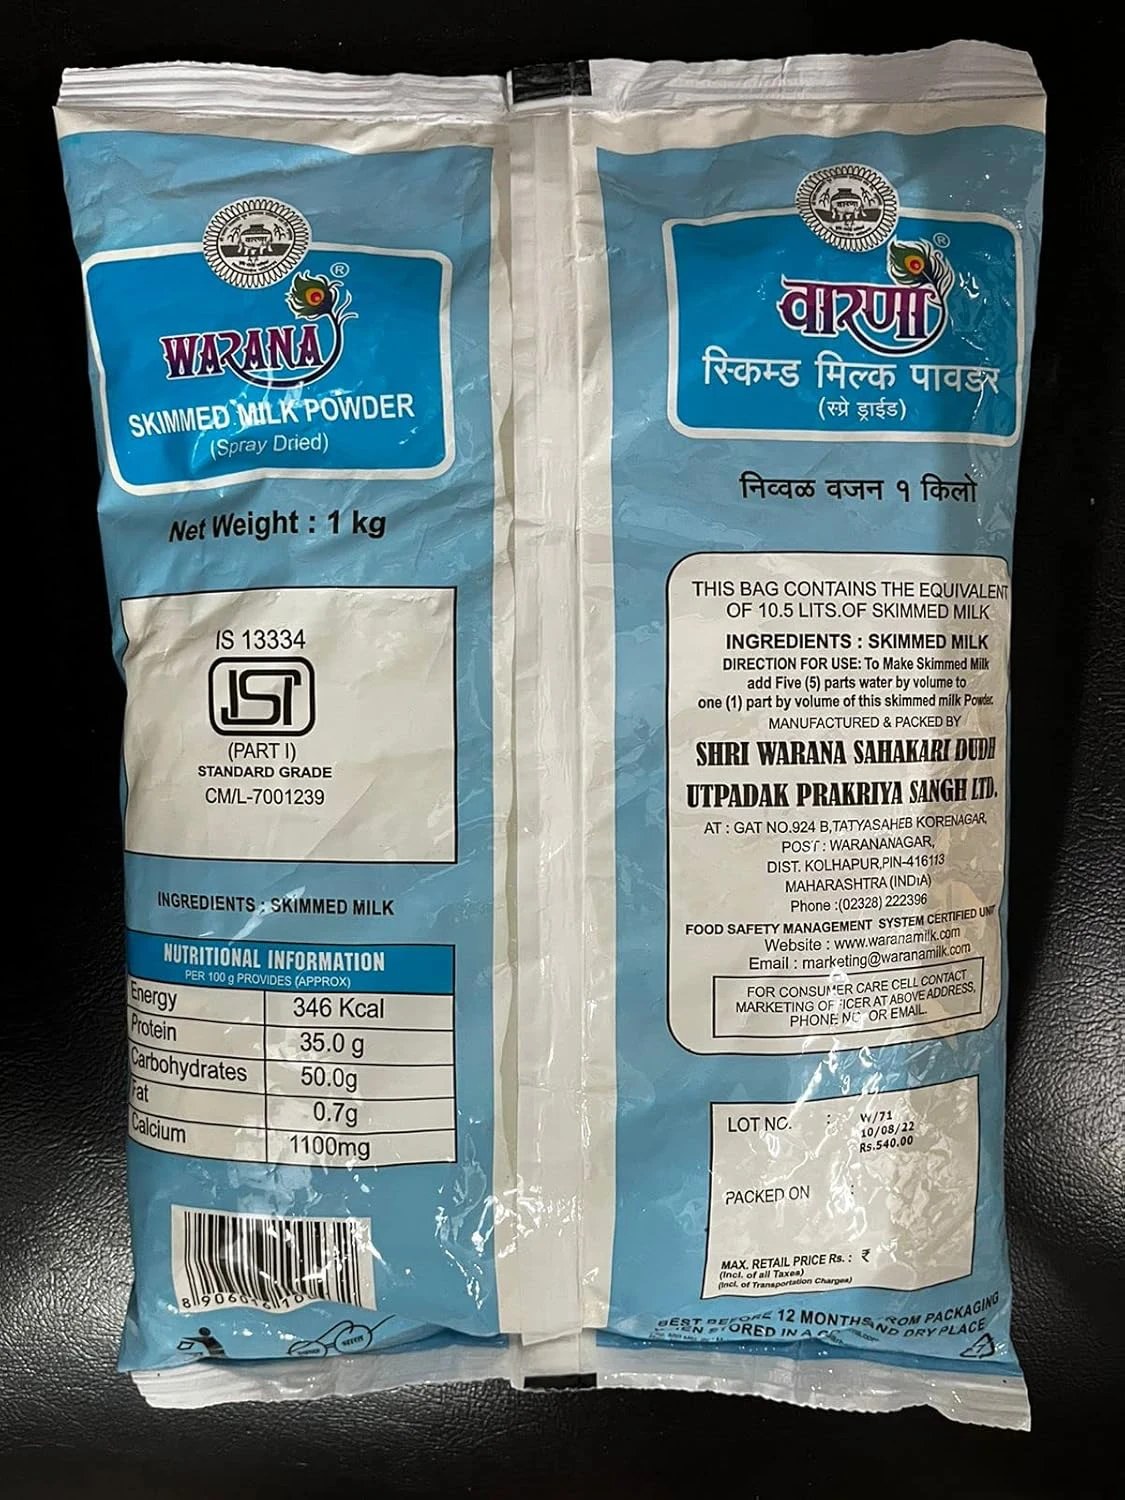 वारणा
WARANA ®
SKIMMED MILK POWDER
(Spray Dried)
Net Weight : 1 kg
IS 13334
ISI
(PART I)
STANDARD GRADE
CM/L-7001239
INGREDIENTS : SKIMMED MILK
NUTRITIONAL INFORMATION
PER 100 g PROVIDES (APPROX)
Energy 346 Kcal
Protein 35.0 g
Carbohydrates 50.0g
Fat 0.7g
Calcium 1100mg
वारणा
वारणा ®
स्किम्ड मिल्क पावडर
(स्प्रे ड्राईड)
निव्वळ वजन १ किलो
THIS BAG CONTAINS THE EQUIVALENT
OF 10.5 LITS.OF SKIMMED MILK
INGREDIENTS : SKIMMED MILK
DIRECTION FOR USE: To Make Skimmed Milk
add Five (5) parts water by volume to
one (1) part by volume of this skimmed milk Powder.
MANUFACTURED & PACKED BY
SHRI WARANA SAHAKARI DUDH
UTPADAK PRAKRIYA SANGH LTD.
AT : GAT NO.924 B,TATYASAHEB KORENAGAR,
POST : WARANANAGAR,
DIST. KOLHAPUR,PIN-416113
MAHARASHTRA (INDIA)
Phone :(02328) 222396
FOOD SAFETY MANAGEMENT SYSTEM CERTIFIED UNIT
Website : www.waranamilk.com
Email : marketing@waranamilk.com
FOR CONSUMER CARE CELL CONTACT
MARKETING OFFICER AT ABOVE ADDRESS,
PHONE NO. OR EMAIL.
LOT NO. : W/71
10/08/22
Rs.540.00
PACKED ON :
MAX. RETAIL PRICE Rs. : ₹
(Incl. of all Taxes)
(Incl. of Transportation Charges)
BEST BEFORE 12 MONTHS FROM PACKAGING
WHEN STORED IN A AND DRY PLACE
7